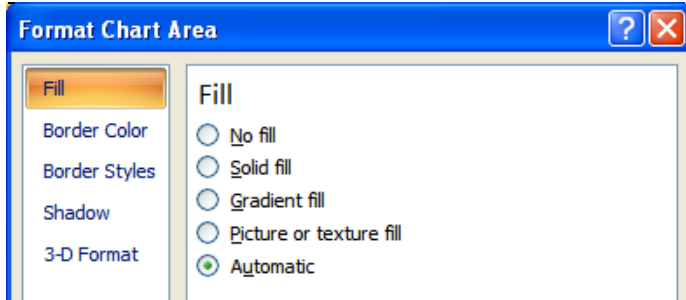 Format Chart Area
?
Fill
Border Color
Border Styles
Shadow
3-D Format
Fill
No fill
Solid fill
Gradient fill
Picture or texture fill
Automatic